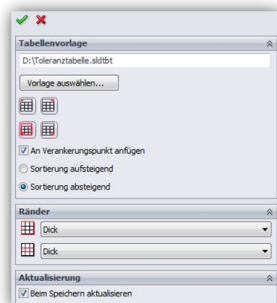 Tabellenvorlage
D:\Toleranztabelle.sldtbt
Vorlage auswählen...
An Verankerungspunkt anfügen
Sortierung aufsteigend
Sortierung absteigend
Ränder
Dick
Dick
Aktualisierung
Beim Speichern aktualisieren